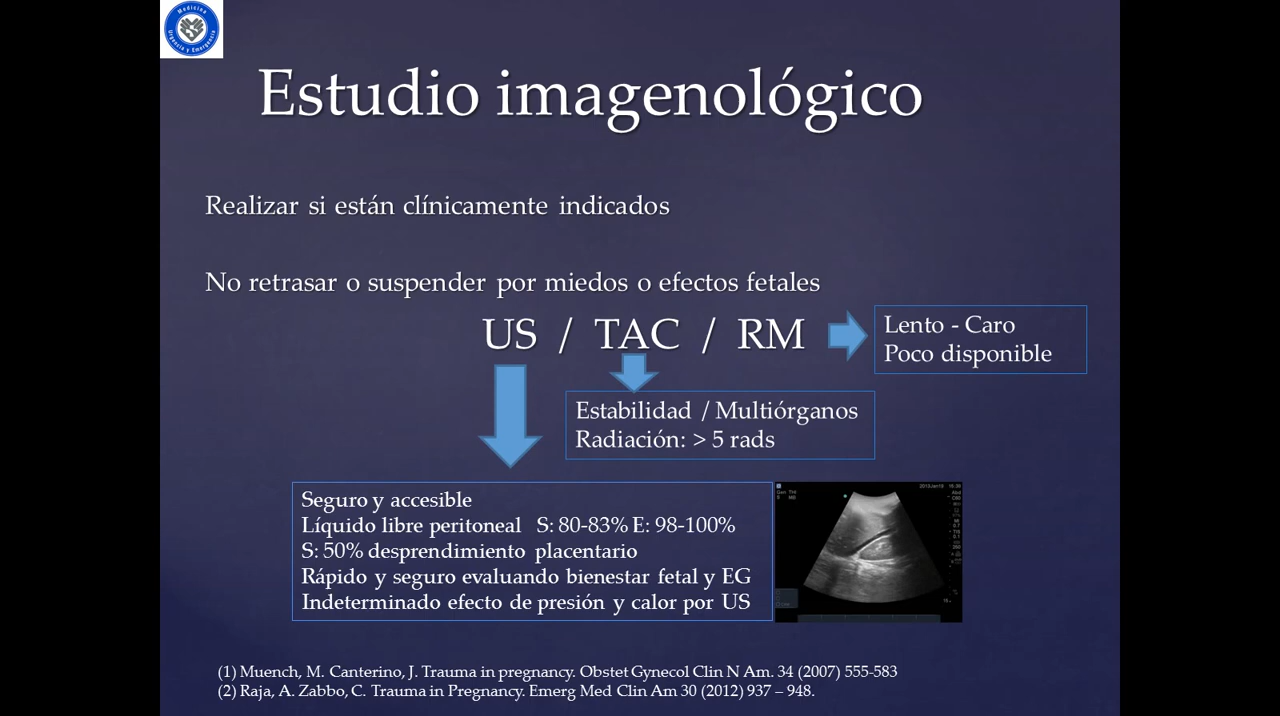 Medicina
Urgencia y Emergencia
Estudio imagenológico
Realizar si están clínicamente indicados
No retrasar o suspender por miedos o efectos fetales
US / TAC / RM
Lento - Caro
Poco disponible
Estabilidad / Multiórganos
Radiación: > 5 rads
Seguro y accesible
Líquido libre peritoneal S: 80-83% E: 98-100%
S: 50% desprendimiento placentario
Rápido y seguro evaluando bienestar fetal y EG
Indeterminado efecto de presión y calor por US
(1) Muench, M. Canterino, J. Trauma in pregnancy. Obstet Gynecol Clin N Am. 34 (2007) 555-583
(2) Raja, A. Zabbo, C. Trauma in Pregnancy. Emerg Med Clin Am 30 (2012) 937 – 948.